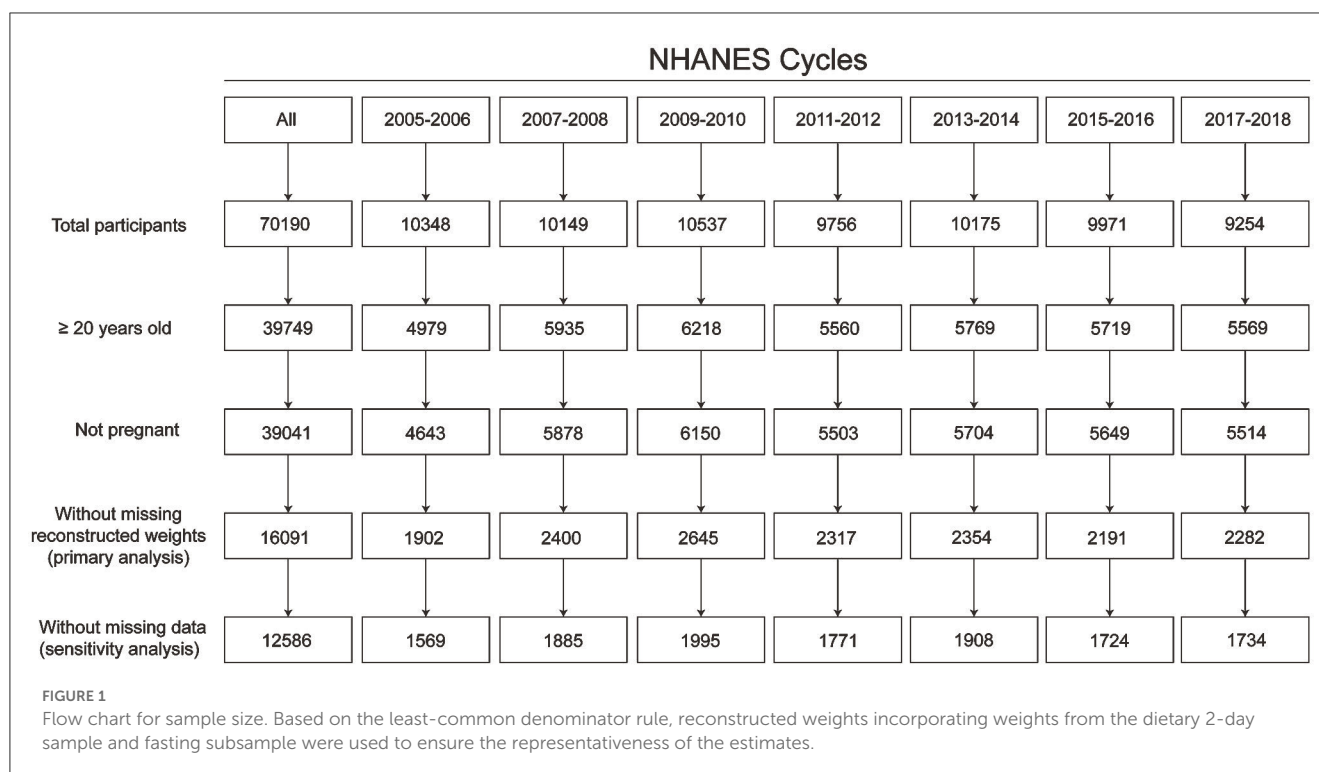 NHANES Cycles
All 2005-2006 2007-2008 2009-2010 2011-2012 2013-2014 2015-2016 2017-2018
Total participants 70190 10348 10149 10537 9756 10175 9971 9254
≥ 20 years old 39749 4979 5935 6218 5560 5769 5719 5569
Not pregnant 39041 4643 5878 6150 5503 5704 5649 5514
Without missing
reconstructed weights
(primary analysis)
16091 1902 2400 2645 2317 2354 2191 2282
Without missing data
(sensitivity analysis)
12586 1569 1885 1995 1771 1908 1724 1734
FIGURE 1
Flow chart for sample size. Based on the least-common denominator rule, reconstructed weights incorporating weights from the dietary 2-day
sample and fasting subsample were used to ensure the representativeness of the estimates.